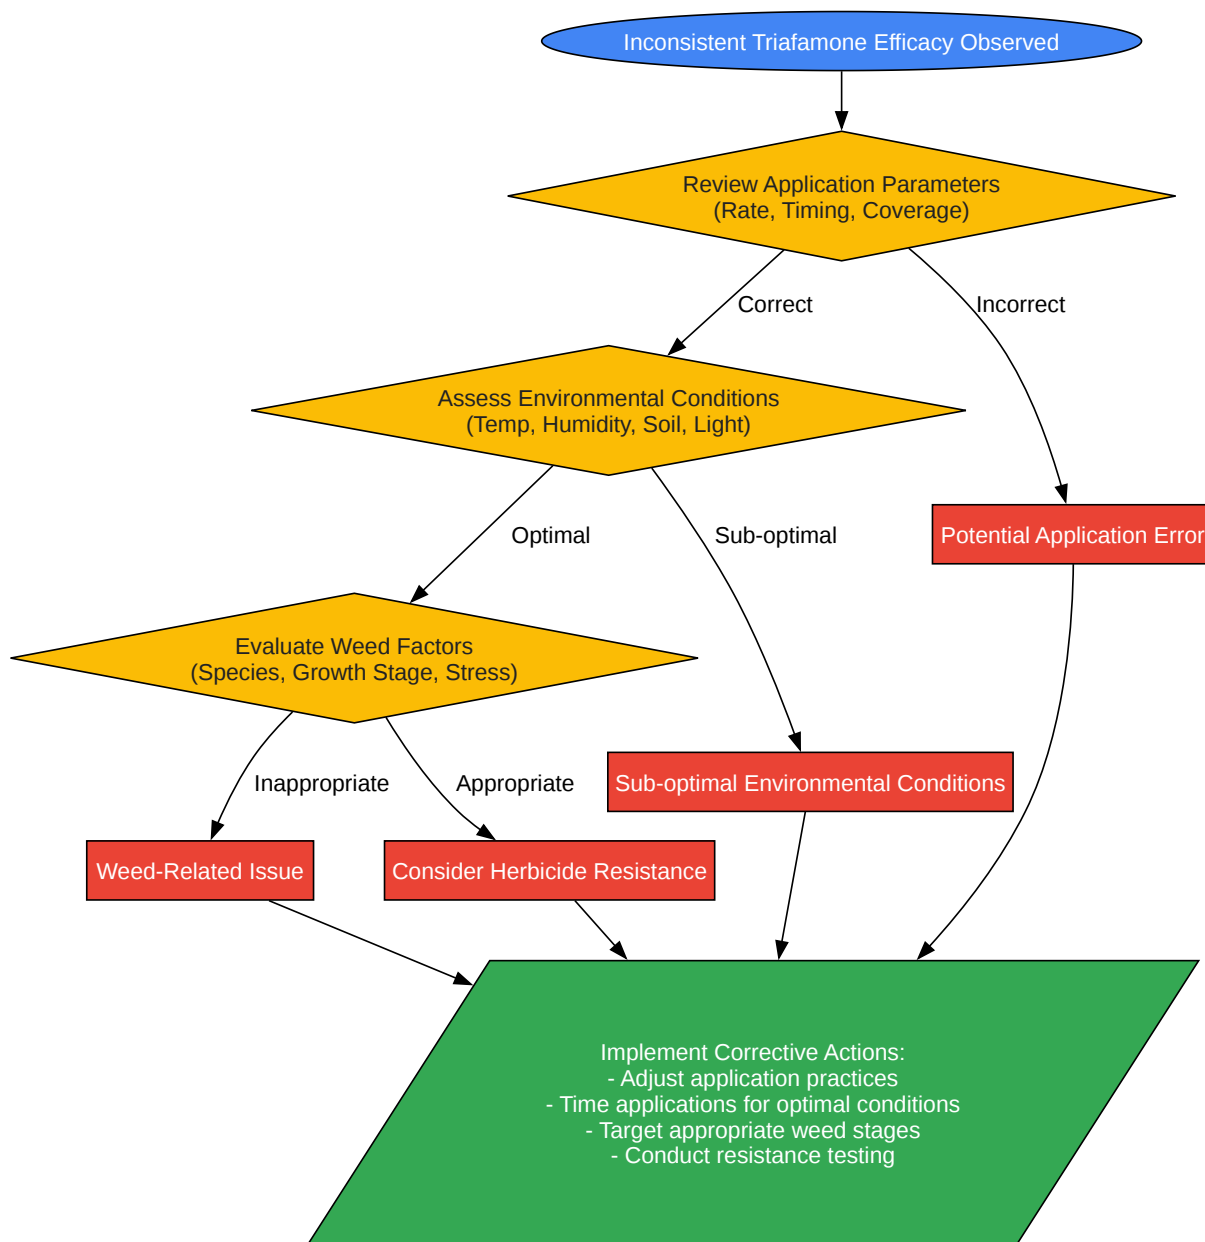 Inconsistent Triafamone Efficacy Observed
Review Application Parameters
(Rate, Timing, Coverage)
Correct
Incorrect
Assess Environmental Conditions
(Temp, Humidity, Soil, Light)
Optimal
Sub-optimal
Potential Application Error
Evaluate Weed Factors
(Species, Growth Stage, Stress)
Inappropriate
Appropriate
Sub-optimal Environmental Conditions
Weed-Related Issue
Consider Herbicide Resistance
Implement Corrective Actions:
- Adjust application practices
- Time applications for optimal conditions
- Target appropriate weed stages
- Conduct resistance testing